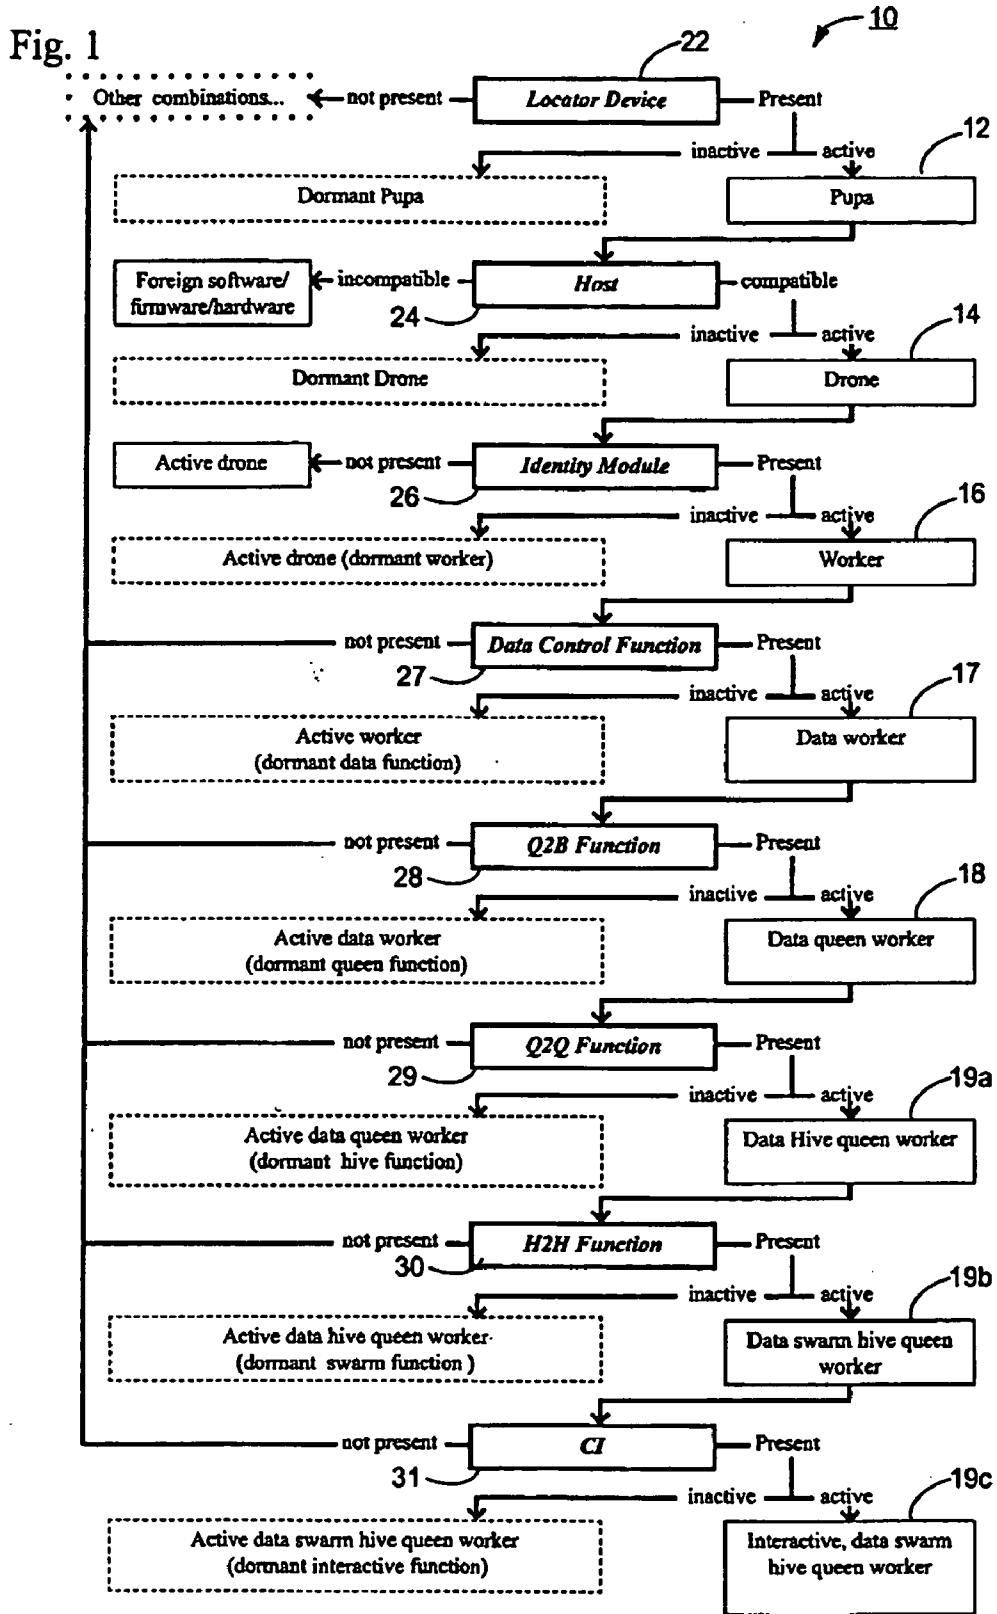 10
Fig. 1
22
Other combinations...
not present
Locator Device
Present
12
inactive
active
Dormant Pupa
Pupa
Foreign software/
firmware/hardware
incompatible
Host
compatible
24
14
inactive
active
Dormant Drone
Drone
Active drone
not present
Identity Module
Present
26
16
inactive
active
Active drone (dormant worker)
Worker
not present
Data Control Function
Present
27
17
inactive
active
Active worker
(dormant data function)
Data worker
not present
Q2B Function
Present
28
18
inactive
active
Active data worker
(dormant queen function)
Data queen worker
not present
Q2Q Function
Present
29
19a
inactive
active
Active data queen worker
(dormant hive function)
Data Hive queen worker
not present
H2H Function
Present
30
19b
inactive
active
Active data hive queen worker
(dormant swarm function )
Data swarm hive queen
worker
not present
CI
Present
31
19c
inactive
active
Active data swarm hive queen worker
(dormant interactive function)
Interactive, data swarm
hive queen worker